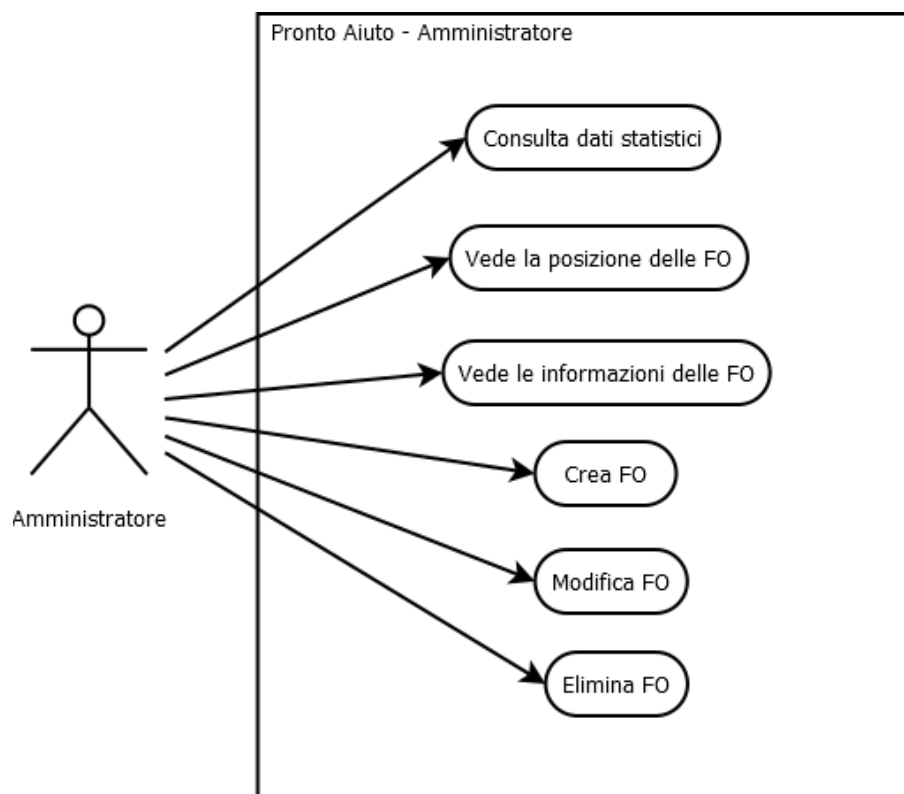 Pronto Aiuto - Amministratore
Consulta dati statistici
Vede la posizione delle FO
Vede le informazioni delle FO
Crea FO
Amministratore
Modifica FO
Elimina FO